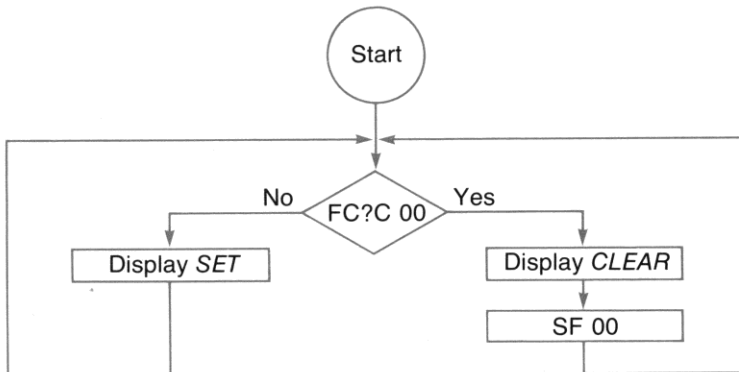 Start
No
FC?C 00
Yes
Display SET
Display CLEAR
SF 00